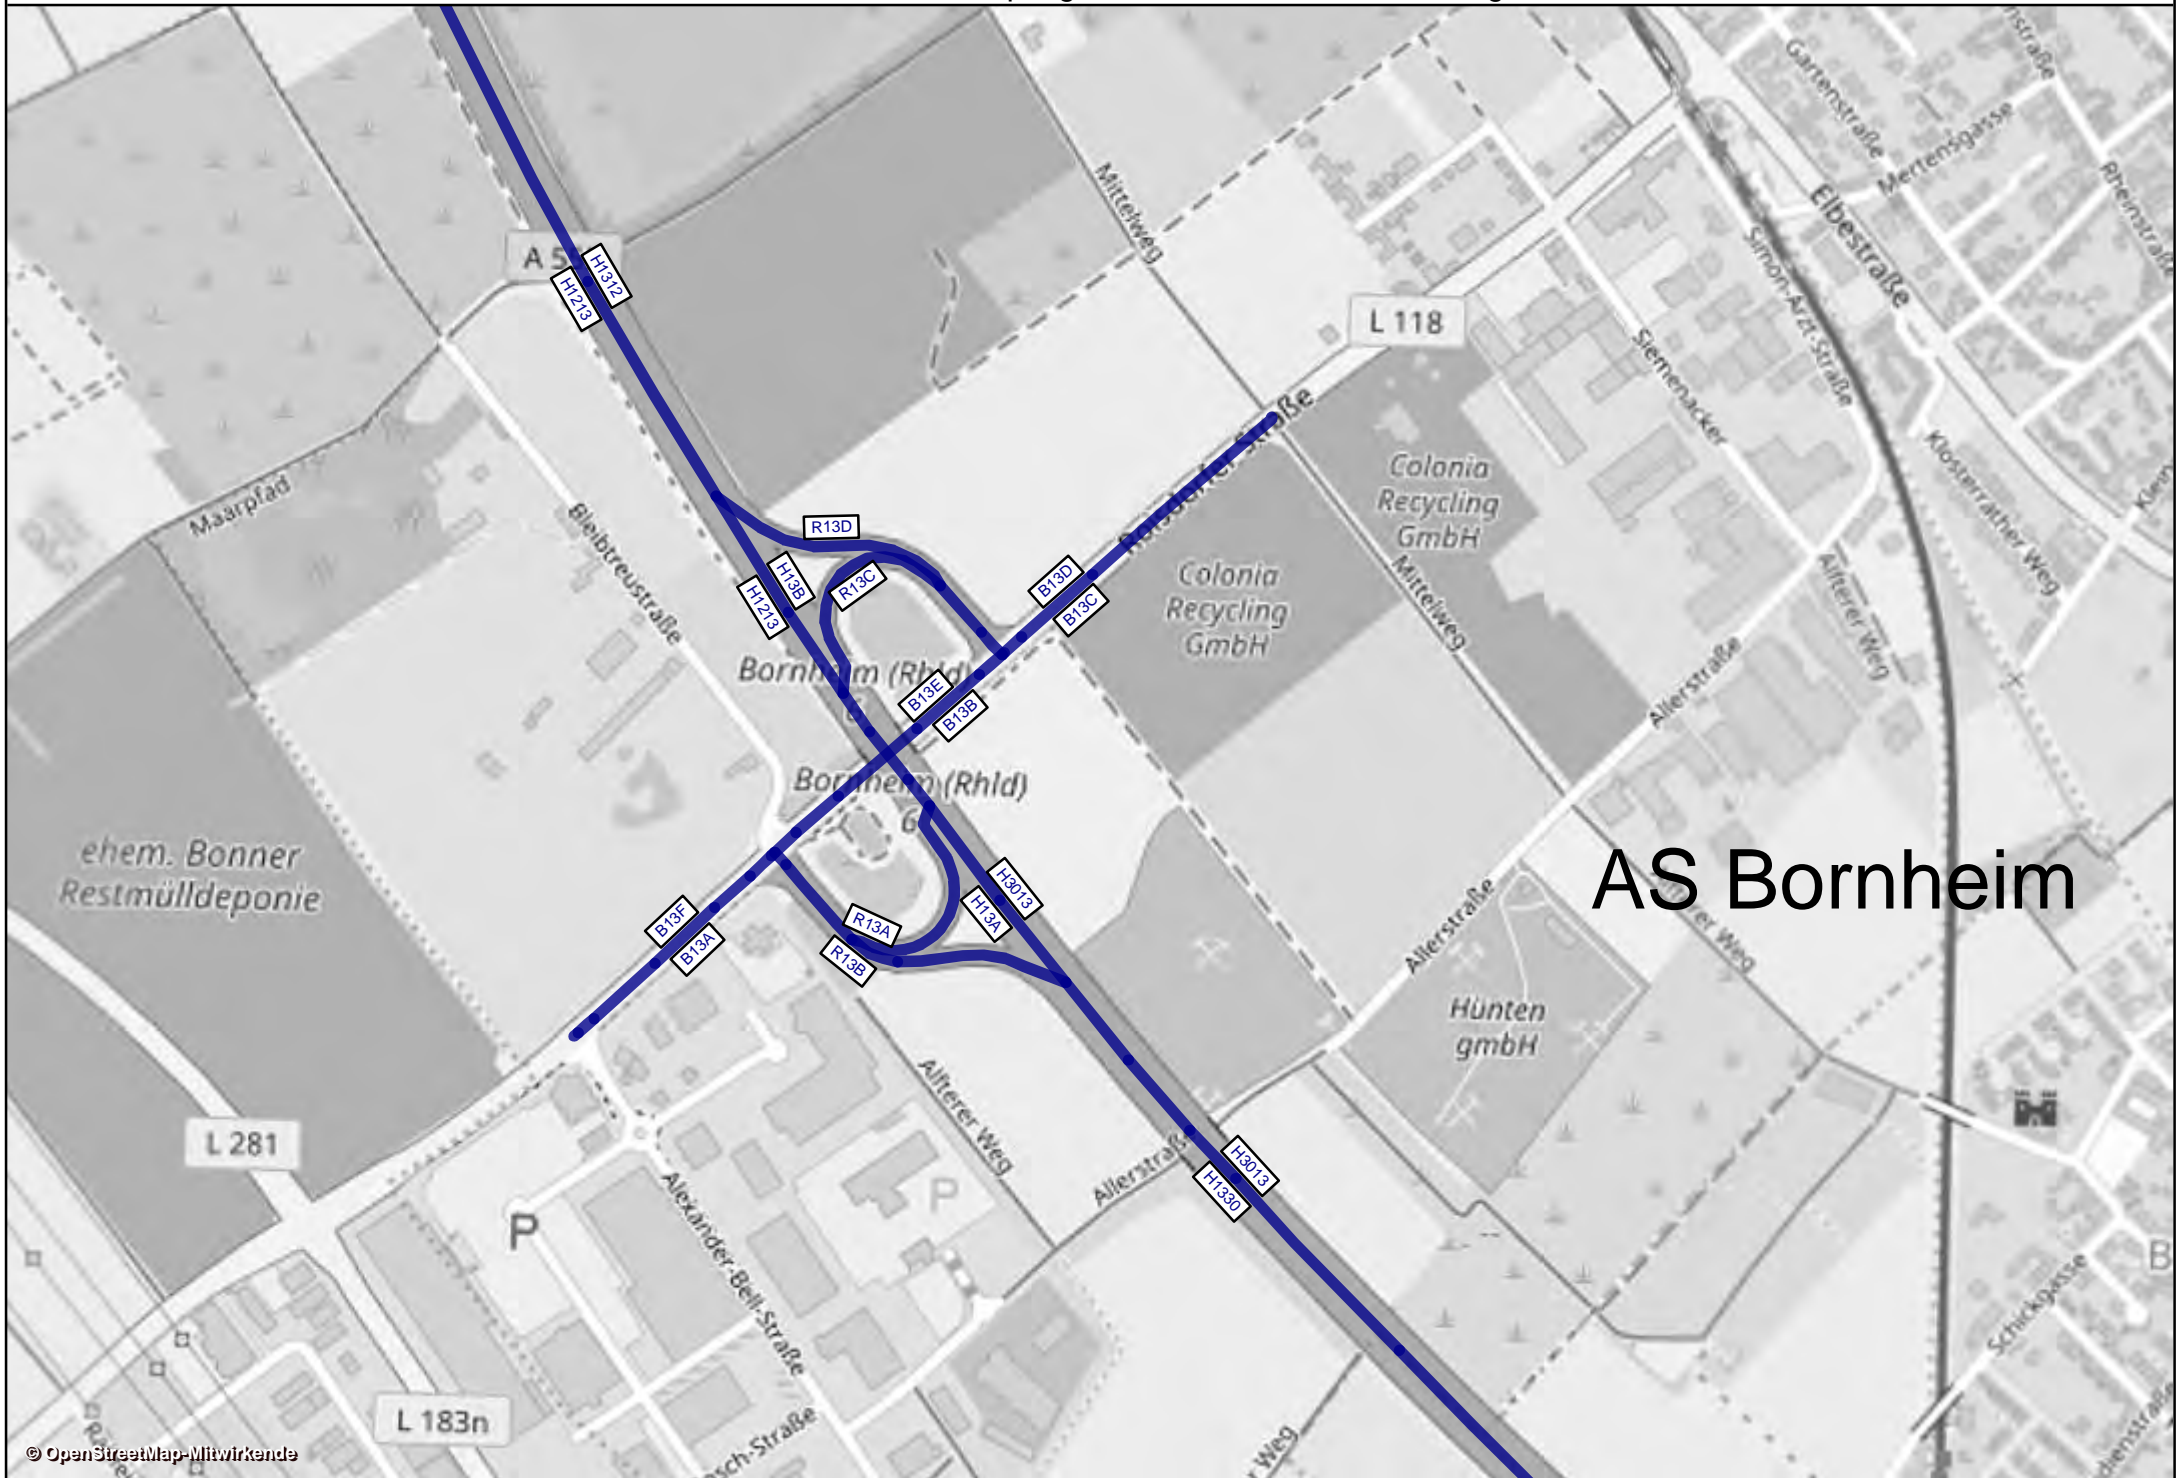 Gartenstraße
Mertensgasse
Rheinstraße
Elbestraße
Mittelweg
Simon-Arzt-Straße
H1312
H1213
L 118
Siemenacker
Klosterrather Weg
Maarpfad
Bleibtreustraße
R13D
Colonia
Recycling
GmbH
H13B
H1213
R13C
B13D
B13C
Colonia
Recycling
GmbH
Mittelweg
Alfterer Weg
Allerstraße
Bornheim (Rhld)
6
B13E
B13B
Bornheim (Rhld)
6
ehem. Bonner
Restmülldeponie
AS Bornheim
H3013
H13A
R13A
R13B
B13F
B13A
Allerstraße
Hünten
gmbH
Alfterer Weg
L 281
Allerstraße
H3013
H1330
P
P
Alexander-Bell-Straße
Schickgasse
B
L 183n
Weg
© OpenStreetMap-Mitwirkende